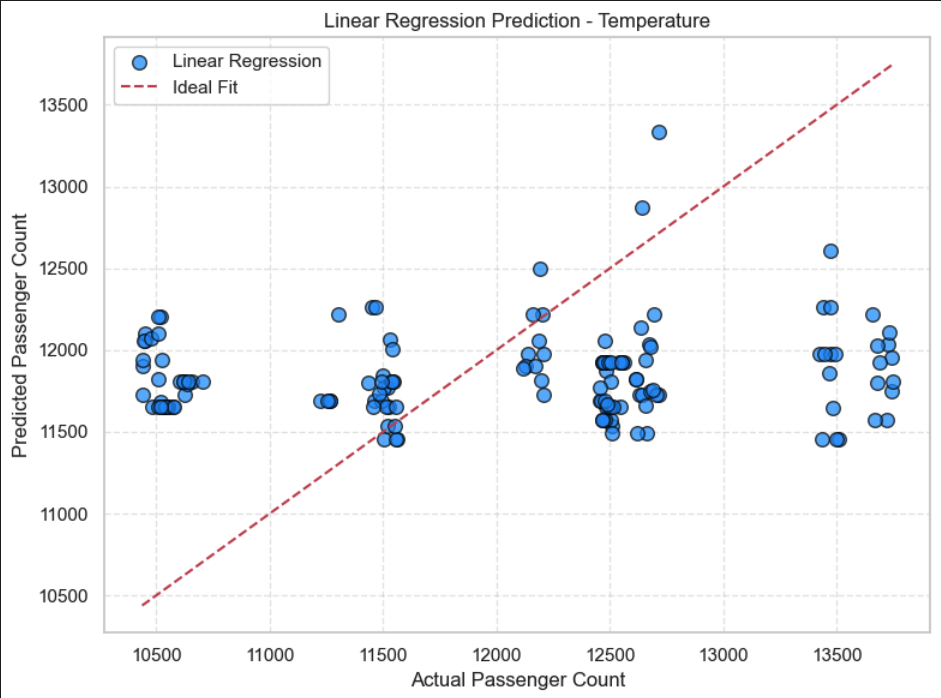 Linear Regression Prediction - Temperature
Linear Regression
Ideal Fit
Predicted Passenger Count
13500
13000
12500
12000
11500
11000
10500
10500 11000 11500 12000 12500 13000 13500
Actual Passenger Count